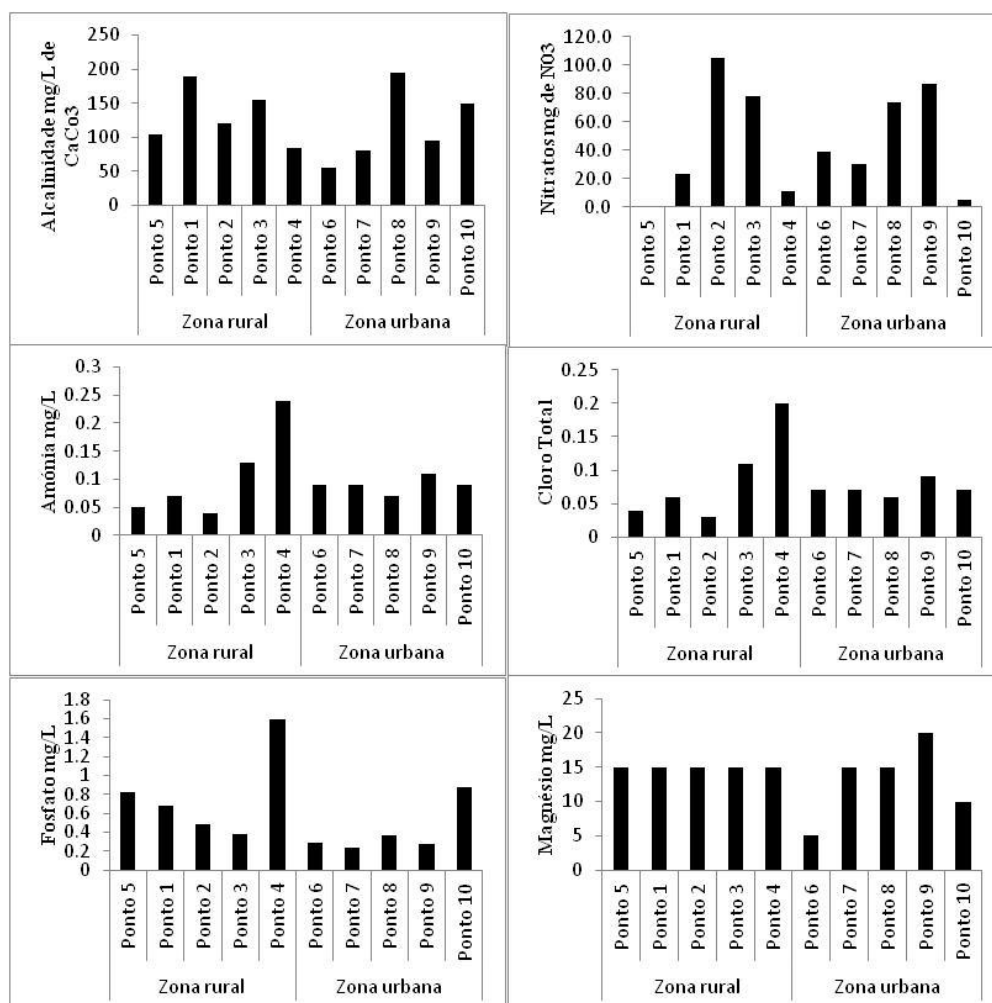 Alcalinidade mg/L de
CaCo3
250
200
150
100
50
0
Ponto 5
Ponto 1
Ponto 2
Ponto 3
Ponto 4
Ponto 6
Ponto 7
Ponto 8
Ponto 9
Ponto 10
Zona rural
Zona urbana
Nitratos mg de N03
120.0
100.0
80.0
60.0
40.0
20.0
0.0
Ponto 5
Ponto 1
Ponto 2
Ponto 3
Ponto 4
Ponto 6
Ponto 7
Ponto 8
Ponto 9
Ponto 10
Zona rural
Zona urbana
Amónia mg/L
0.3
0.25
0.2
0.15
0.1
0.05
0
Ponto 5
Ponto 1
Ponto 2
Ponto 3
Ponto 4
Ponto 6
Ponto 7
Ponto 8
Ponto 9
Ponto 10
Zona rural
Zona urbana
Cloro Total
0.25
0.2
0.15
0.1
0.05
0
Ponto 5
Ponto 1
Ponto 2
Ponto 3
Ponto 4
Ponto 6
Ponto 7
Ponto 8
Ponto 9
Ponto 10
Zona rural
Zona urbana
Fosfato mg/L
1.8
1.6
1.4
1.2
1
0.8
0.6
0.4
0.2
0
Ponto 5
Ponto 1
Ponto 2
Ponto 3
Ponto 4
Ponto 6
Ponto 7
Ponto 8
Ponto 9
Ponto 10
Zona rural
Zona urbana
Magnésio mg/L
25
20
15
10
5
0
Ponto 5
Ponto 1
Ponto 2
Ponto 3
Ponto 4
Ponto 6
Ponto 7
Ponto 8
Ponto 9
Ponto 10
Zona rural
Zona urbana